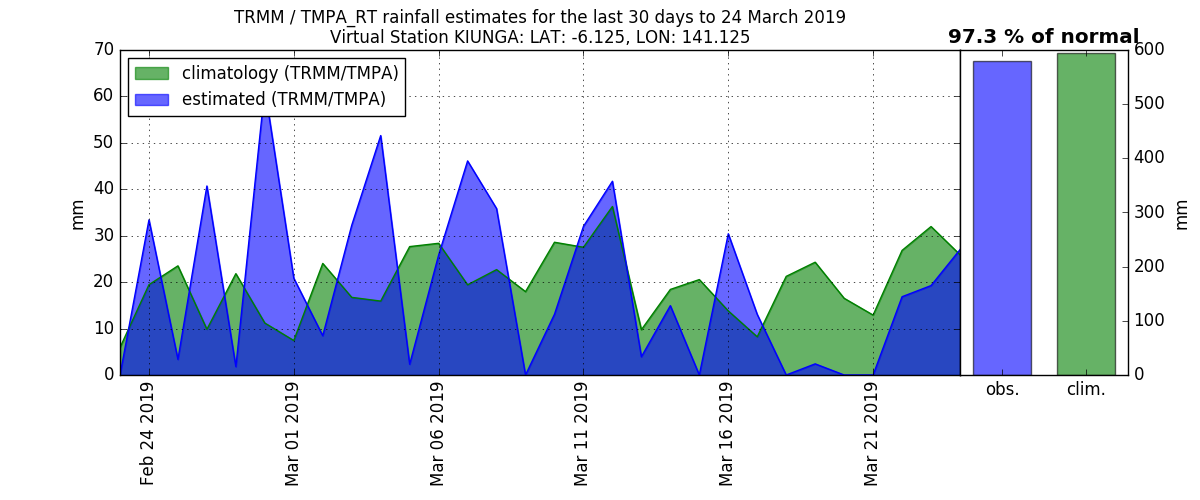 TRMM / TMPA_RT rainfall estimates for the last 30 days to 24 March 2019
Virtual Station KIUNGA: LAT: -6.125, LON: 141.125
97.3 % of normal
climatology (TRMM/TMPA)
estimated (TRMM/TMPA)
mm
70
60
50
40
30
20
10
0
Feb 24 2019
Mar 01 2019
Mar 06 2019
Mar 11 2019
Mar 16 2019
Mar 21 2019
obs.
clim.
600
500
400
300
200
100
0
mm